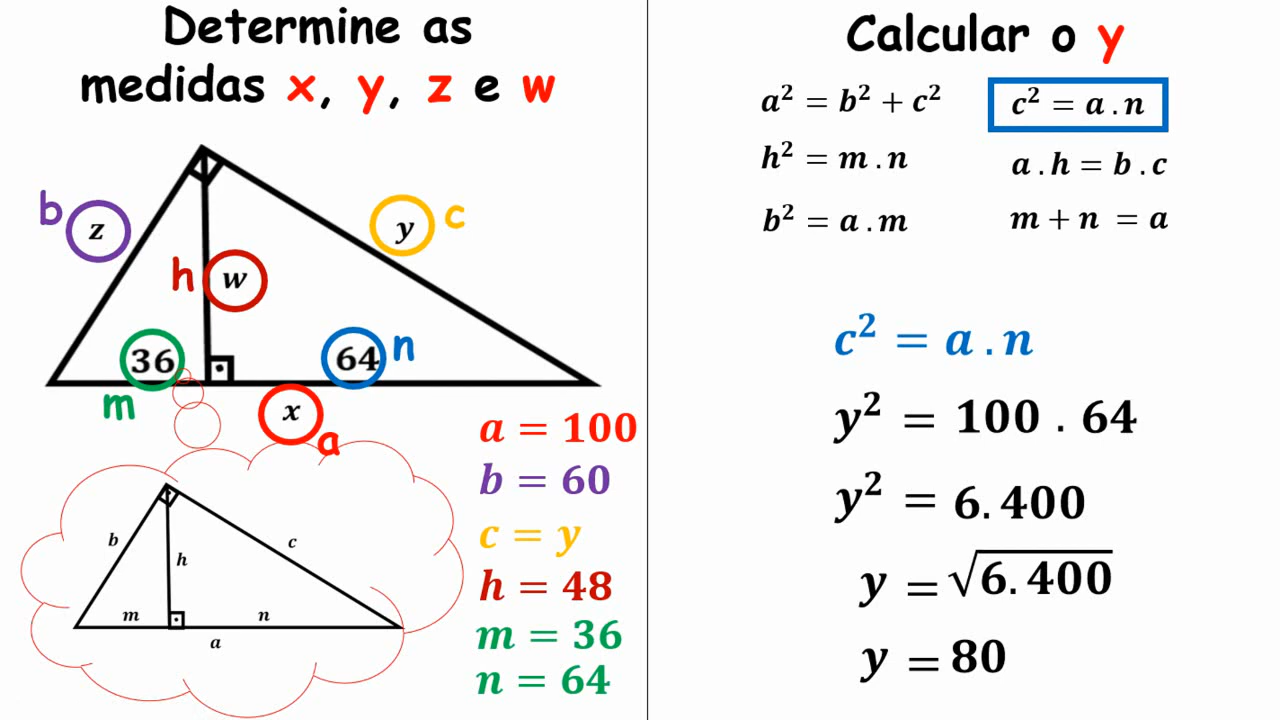 Determine as
medidas x, y, z e w
b
z
y
c
h
w
36
64
n
m
x
a
b
h
c
m
n
a
a = 100
b = 60
c = y
h = 48
m = 36
n = 64
Calcular o y
a² = b² + c²
c² = a . n
h² = m . n
a . h = b . c
b² = a . m
m + n = a
c² = a . n
y² = 100 . 64
y² = 6.400
y = √6.400
y = 80